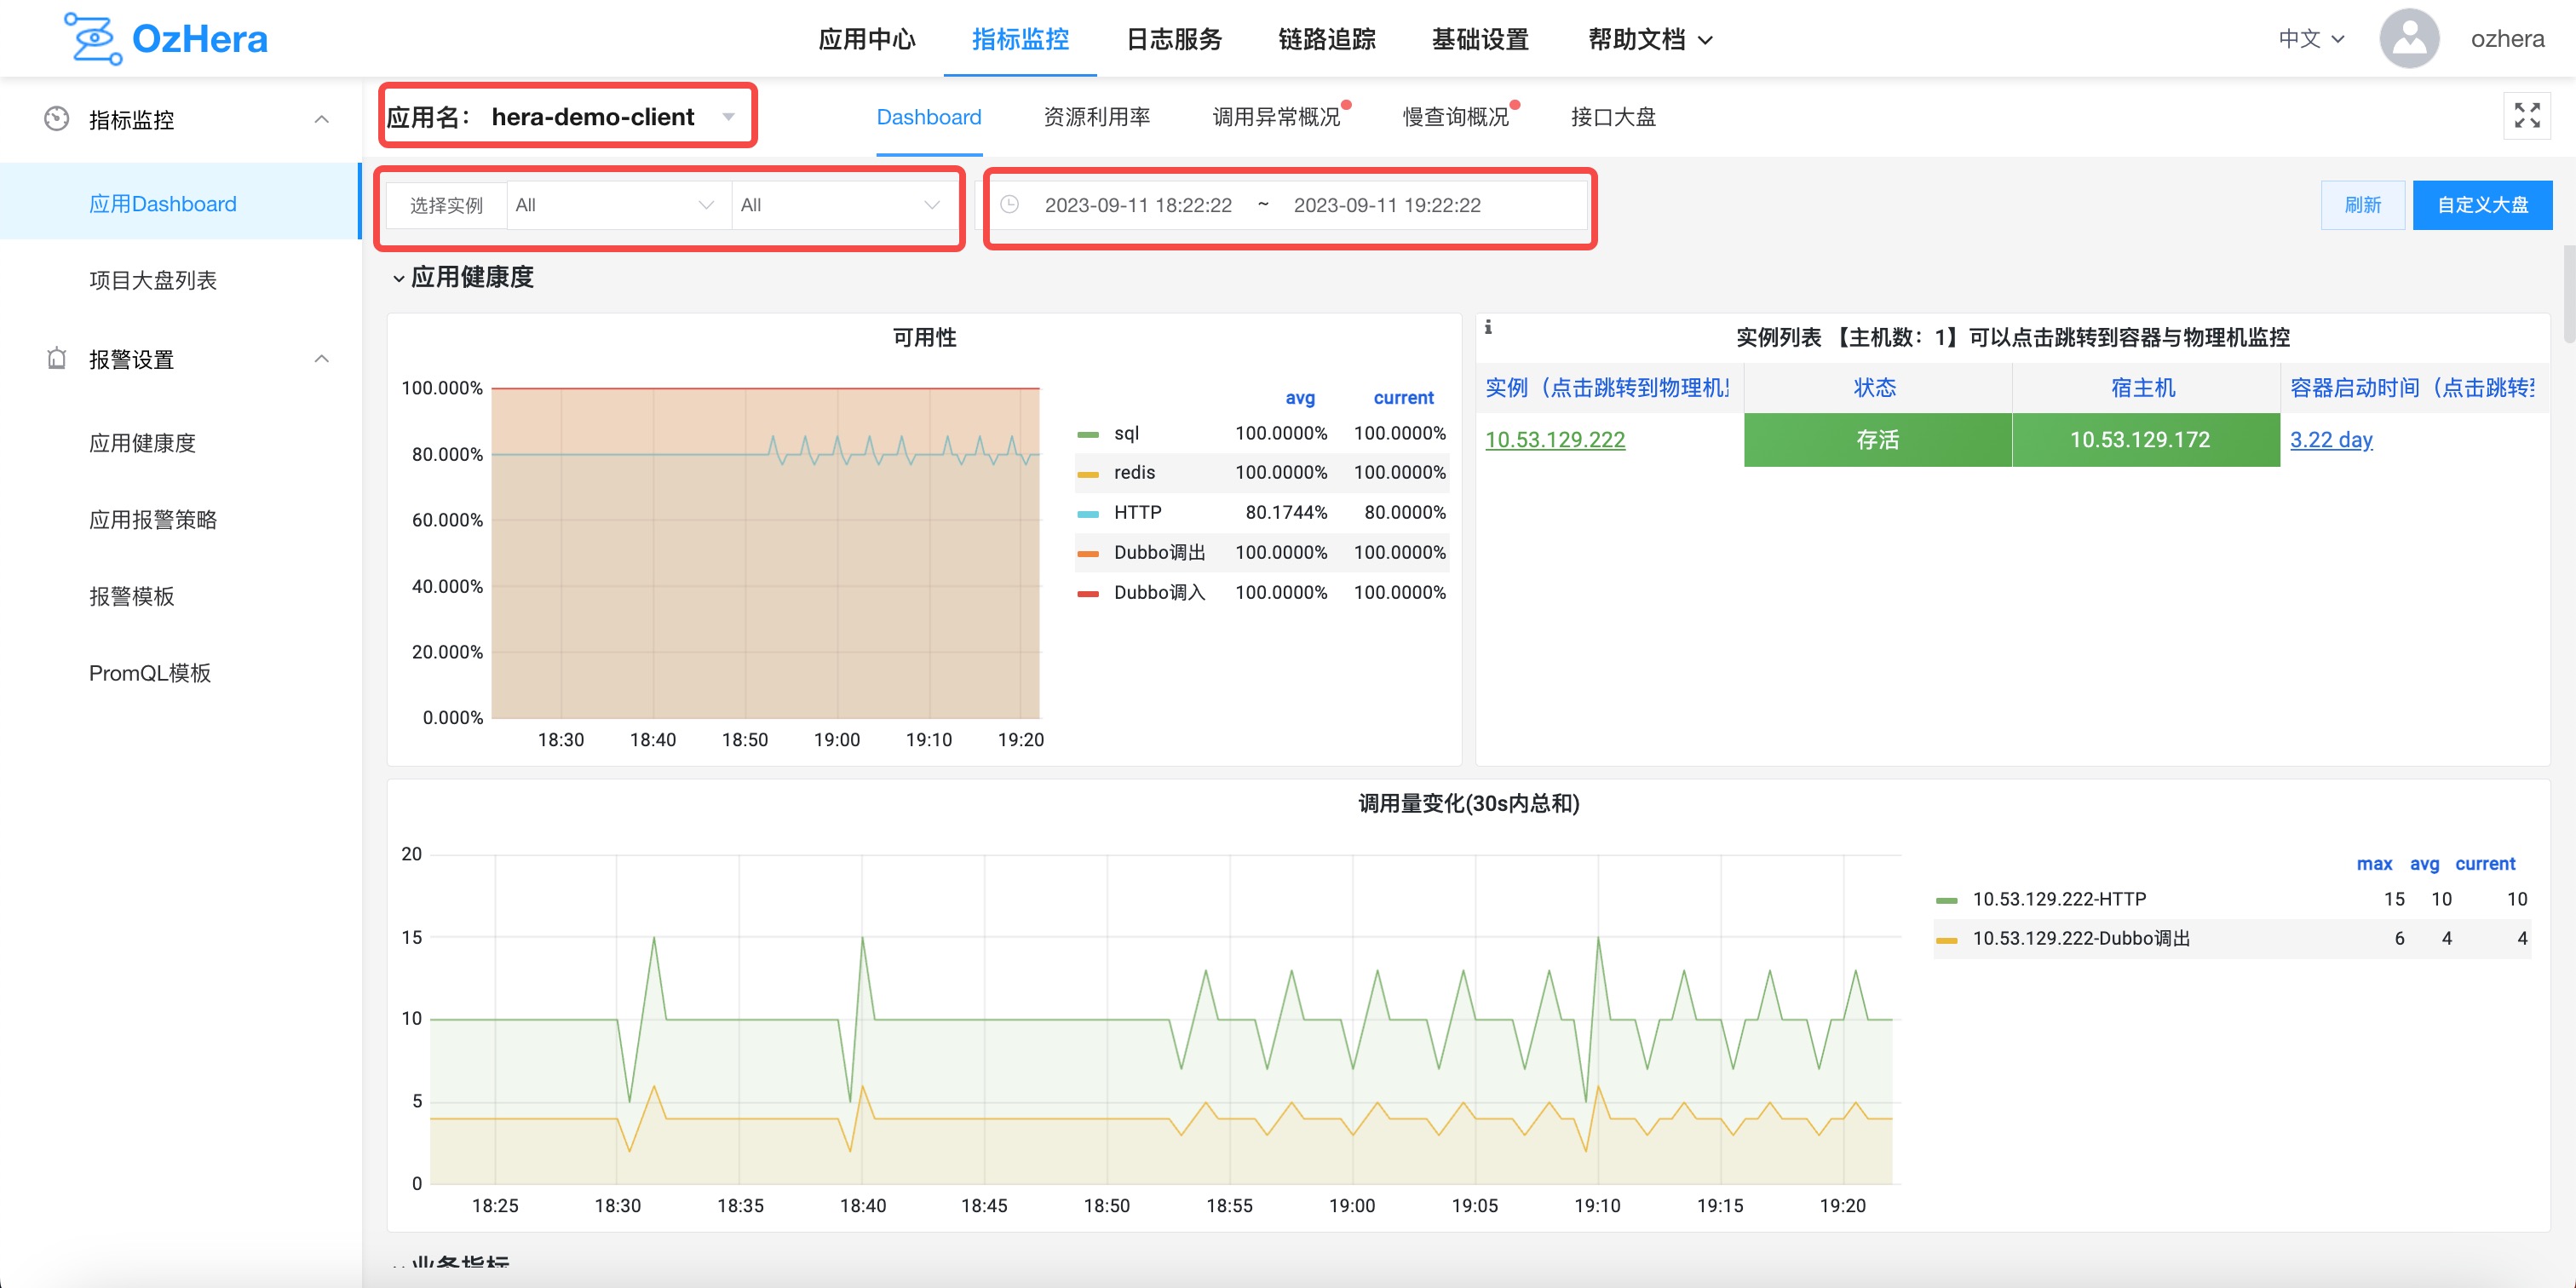 OzHera
应用中心 指标监控 日志服务 链路追踪 基础设置 帮助文档
中文 ozhera
指标监控
应用Dashboard
项目大盘列表
报警设置
应用健康度
应用报警策略
报警模板
PromQL模板
应用名： hera-demo-client
Dashboard 资源利用率 调用异常概况 慢查询概况 接口大盘
选择实例 All All
2023-09-11 18:22:22 ~ 2023-09-11 19:22:22
刷新 自定义大盘
应用健康度
可用性
100.000%
80.000%
60.000%
40.000%
20.000%
0.000%
18:30 18:40 18:50 19:00 19:10 19:20
avg current
sql 100.0000% 100.0000%
redis 100.0000% 100.0000%
HTTP 80.1744% 80.0000%
Dubbo调出 100.0000% 100.0000%
Dubbo调入 100.0000% 100.0000%
i
实例列表 【主机数：1】可以点击跳转到容器与物理机监控
实例（点击跳转到物理机 状态 宿主机 容器启动时间（点击跳转
10.53.129.222 存活 10.53.129.172 3.22 day
调用量变化(30s内总和)
20
15
10
5
0
18:25 18:30 18:35 18:40 18:45 18:50 18:55 19:00 19:05 19:10 19:15 19:20
max avg current
10.53.129.222-HTTP 15 10 10
10.53.129.222-Dubbo调出 6 4 4
业务指标